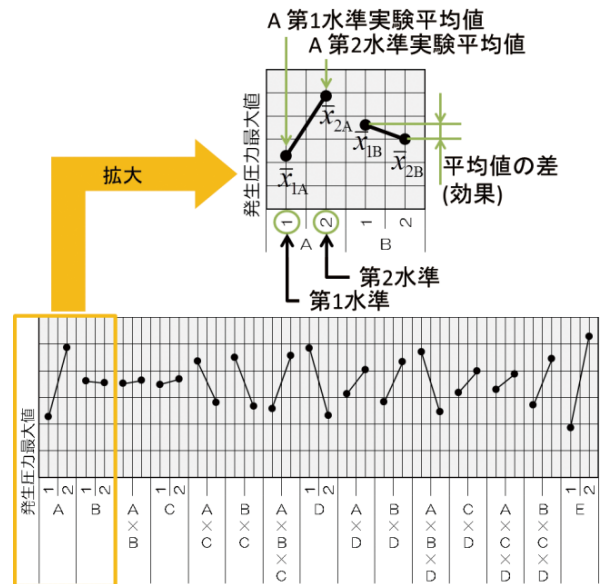 A 第1水準実験平均値
A 第2水準実験平均値
発生圧力最大値
x̄2A
x̄1B
x̄1A
x̄2B
平均値の差
(効果)
拡大
1 2 1 2
A B
第2水準
第1水準
発生圧力最大値
1 2 1 2 1 2 1 2 1 2
A B A×B C A×C B×C A×B×C D A×D B×D A×B×D C×D A×C×D B×C×D E